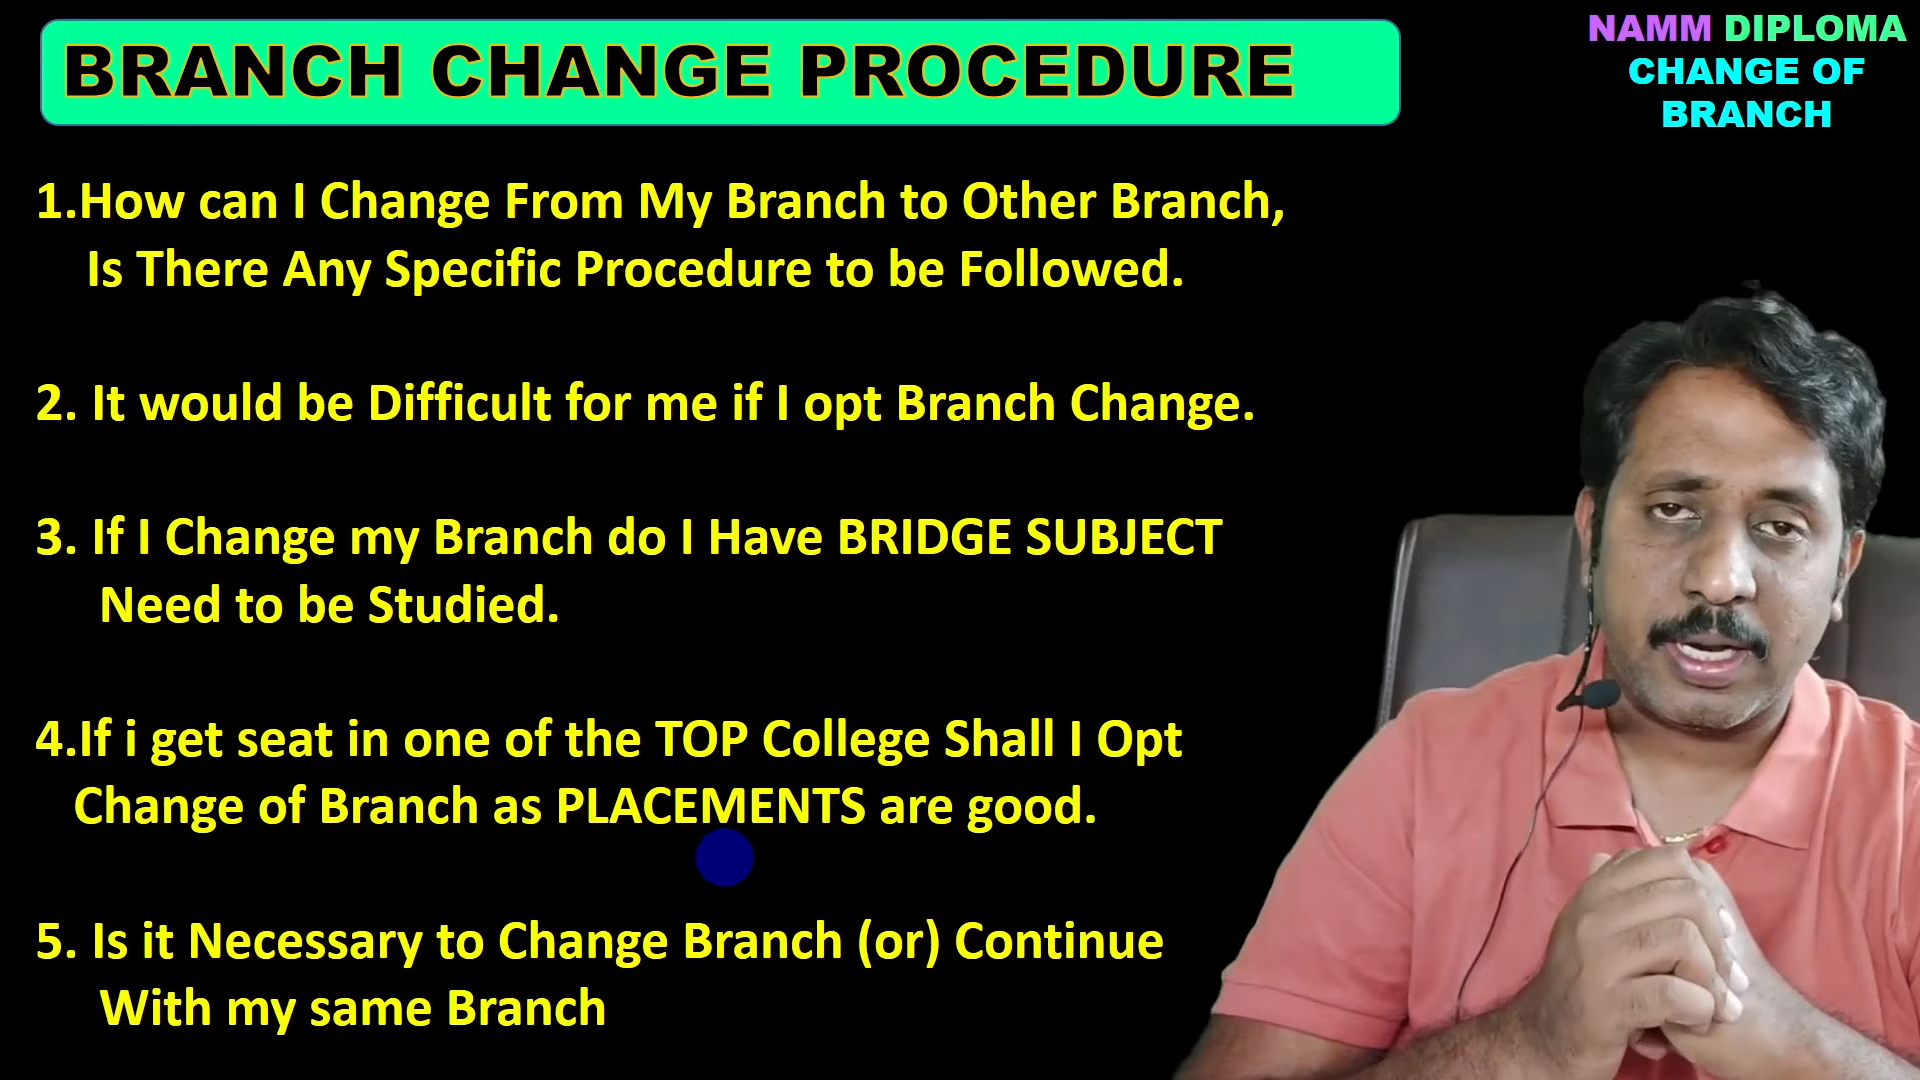 BRANCH CHANGE PROCEDURE
NAMM DIPLOMA
CHANGE OF
BRANCH
1.How can I Change From My Branch to Other Branch,
Is There Any Specific Procedure to be Followed.
2. It would be Difficult for me if I opt Branch Change.
3. If I Change my Branch do I Have BRIDGE SUBJECT
Need to be Studied.
4.If i get seat in one of the TOP College Shall I Opt
Change of Branch as PLACEMENTS are good.
5. Is it Necessary to Change Branch (or) Continue
With my same Branch